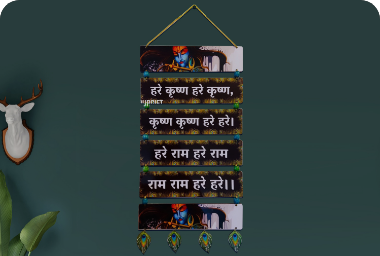 हरे कृष्ण हरे कृष्ण,
कृष्ण कृष्ण हरे हरे।
हरे राम हरे राम
राम राम हरे हरे।।